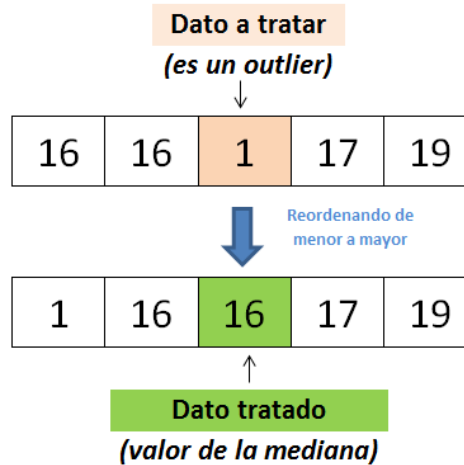 Dato a tratar
(es un outlier)
16 16 1 17 19
Reordenando de
menor a mayor
1 16 16 17 19
Dato tratado
(valor de la mediana)